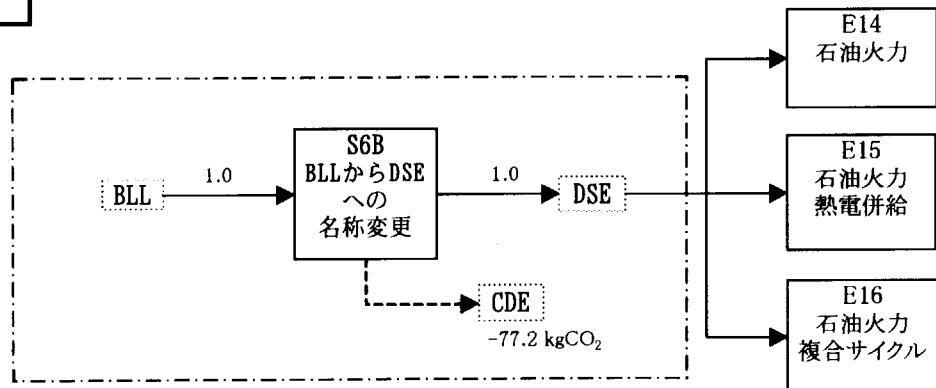 E14
石油火力
S6B
BLLからDSE
への
名称変更
BLL
1.0
1.0
DSE
E15
石油火力
熱電併給
CDE
-77.2 kgCO₂
E16
石油火力
複合サイクル